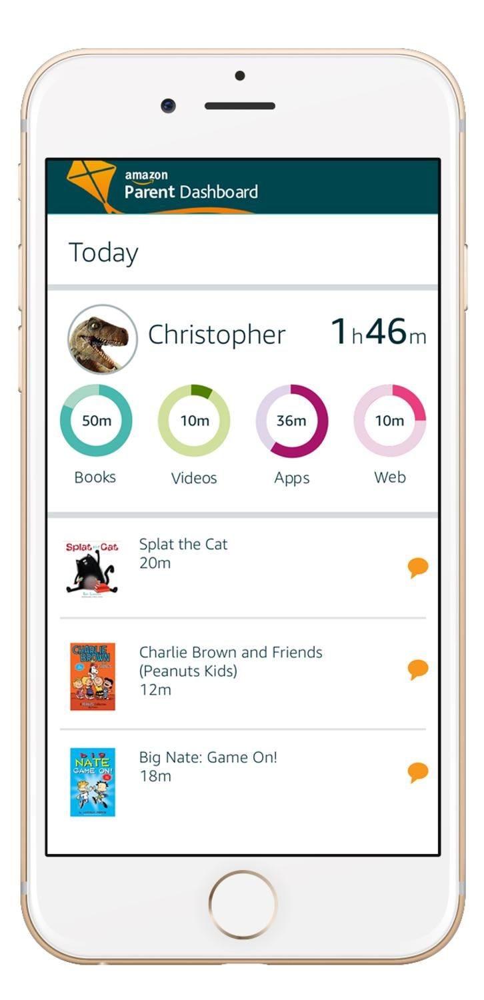 amazon
Parent Dashboard
Today
Christopher 1h46m
50m 10m 36m 10m
Books Videos Apps Web
Splat the Cat
Splat the Cat
20m
CHARLIE
BROWN
Charlie Brown and Friends
(Peanuts Kids)
12m
BIG
NATE
GAME ON!
Big Nate: Game On!
18m